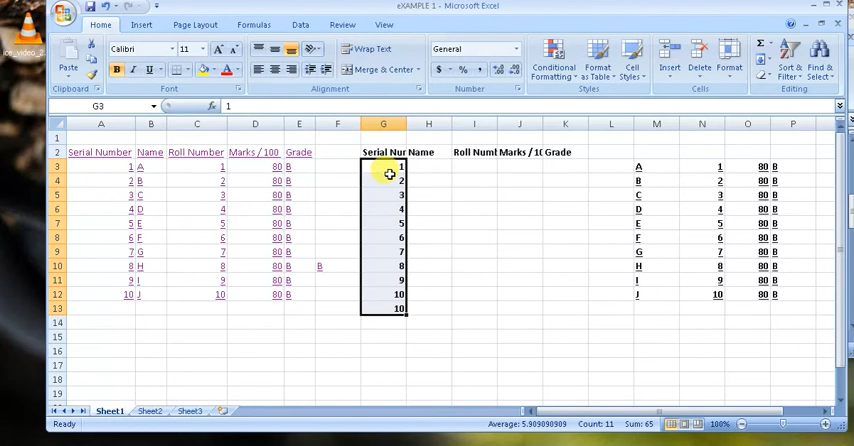 eXAMPLE 1 - Microsoft Excel
Home Insert Page Layout Formulas Data Review View
Calibri 11 Wrap Text General Conditional Formatting Format as Table Cell Styles Insert Delete Format Sort & Filter Find & Select
Paste B I U A Merge & Center $ % ,
Clipboard Font Alignment Number Styles Cells Editing
G3 fx 1
A B C D E F G H I J K L M N O P
1
2 Serial Number Name Roll Number Marks / 100 Grade Serial Nur Name Roll Numl Marks / 1( Grade
3 1 A 1 80 B 1 A 1 80 B
4 2 B 2 80 B 2 B 2 80 B
5 3 C 3 80 B 3 C 3 80 B
6 4 D 4 80 B 4 D 4 80 B
7 5 E 5 80 B 5 E 5 80 B
8 6 F 6 80 B 6 F 6 80 B
9 7 G 7 80 B 7 G 7 80 B
10 8 H 8 80 B B 8 H 8 80 B
11 9 I 9 80 B 9 I 9 80 B
12 10 J 10 80 B 10 J 10 80 B
13 10
14
15
16
17
18
19
Sheet1 Sheet2 Sheet3
Ready Average: 5.909090909 Count: 11 Sum: 65 100%